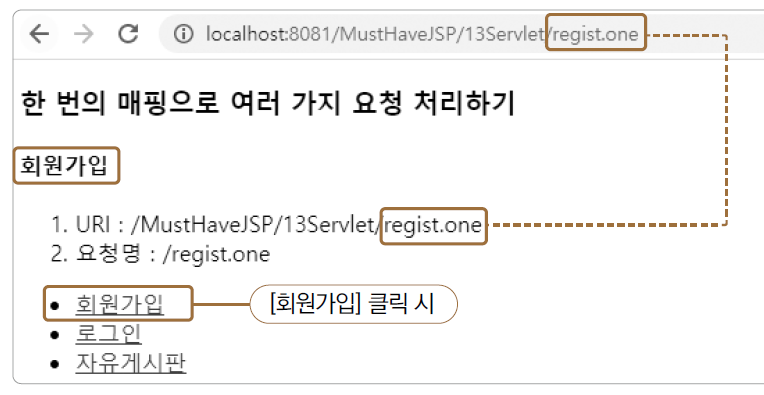 localhost:8081/MustHaveJSP/13Servlet/regist.one
한 번의 매핑으로 여러 가지 요청 처리하기
회원가입
1. URI : /MustHaveJSP/13Servlet/regist.one
2. 요청명 : /regist.one
• 회원가입
[회원가입] 클릭 시
• 로그인
• 자유게시판